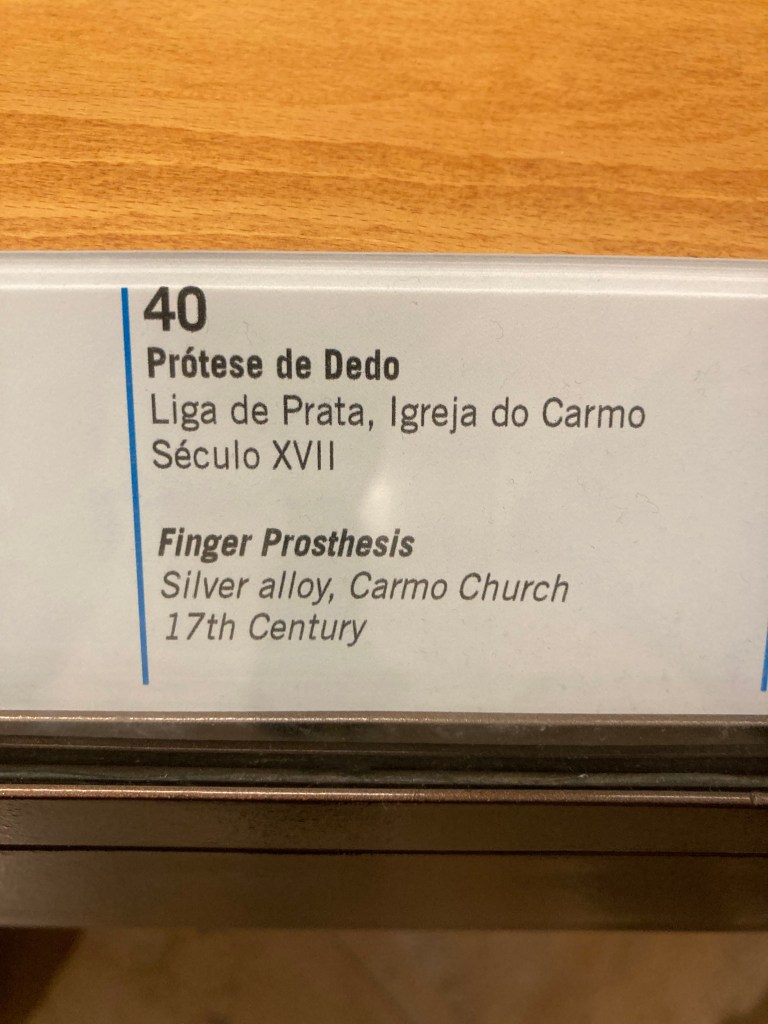 40
Prótese de Dedo
Liga de Prata, Igreja do Carmo
Século XVII
Finger Prosthesis
Silver alloy, Carmo Church
17th Century